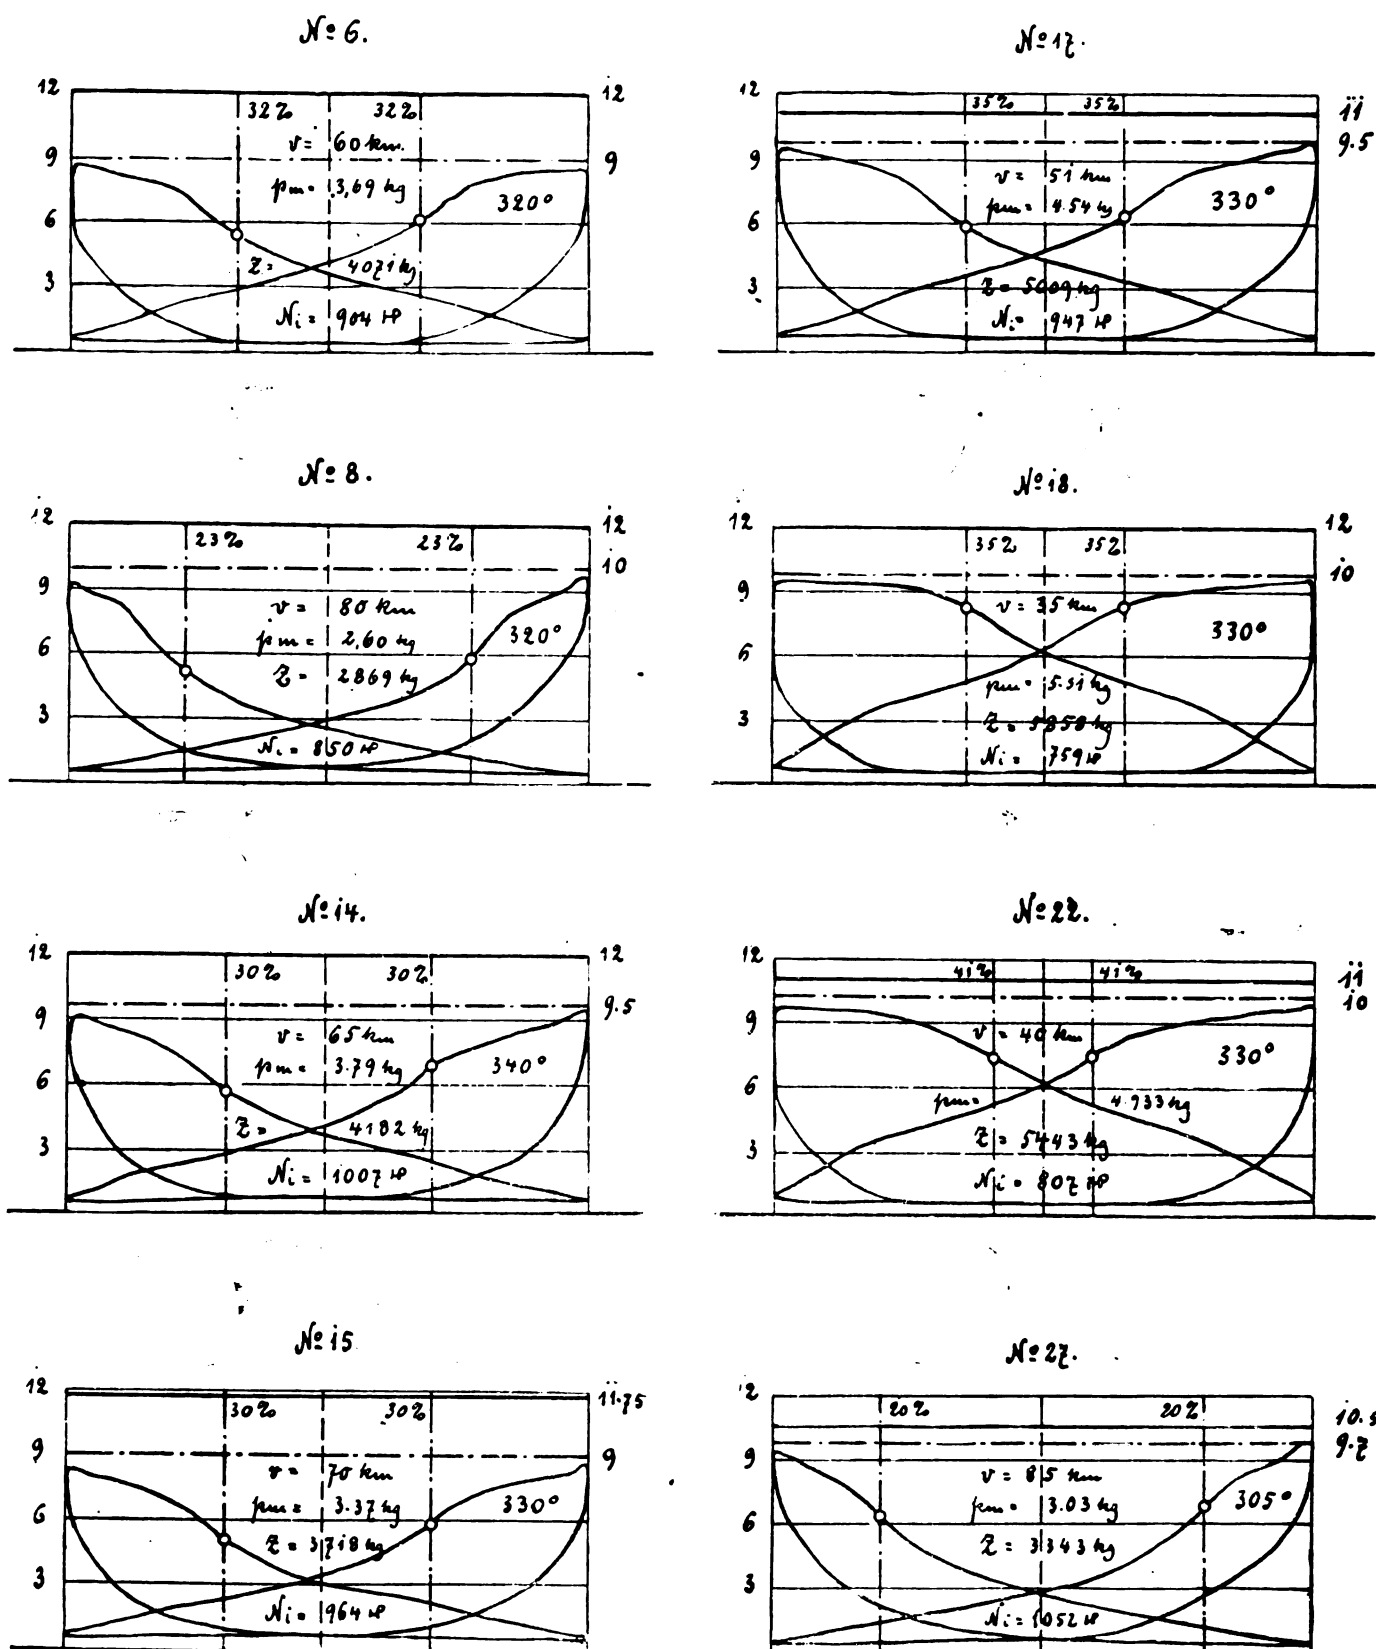 № 6.
12 32% 32% 12
v = 60 km.
9 9
pm = 3,69 kg
320°
6
Z = 4071 kg
3
Ni = 904 HP
№ 8.
12 23% 23% 12
10
9
v = 80 km
pm = 2,60 kg
320°
6
Z = 2869 kg
3
Ni = 850 HP
№ 14.
12 30% 30% 12
9.5
9
v = 65 km
pm = 3.79 kg
340°
6
Z = 4182 kg
3
Ni = 1007 HP
№ 15
12 30% 30% 11.75
9 9
v = 70 km
pm = 3.37 kg
330°
6
Z = 3718 kg
3
Ni = 964 HP
№ 17.
12 35% 35% 11
9.5
9
v = 51 km
pm = 4.54 kg
330°
6
Z = 5009 kg
3
Ni = 947 HP
№ 18.
12 35% 35% 12
10
9
v = 35 km
330°
6
pm = 5.31 kg
3
Z = 5858 kg
Ni = 759 HP
№ 22.
12 41% 41% 11
10
9
v = 40 km
330°
6
pm = 4.933 kg
Z = 5443 kg
3
Ni = 807 HP
№ 27.
12 20% 20%
9.7
9
v = 85 km
pm = 3.03 kg
305°
6
Z = 3343 kg
3
Ni = 1052 HP